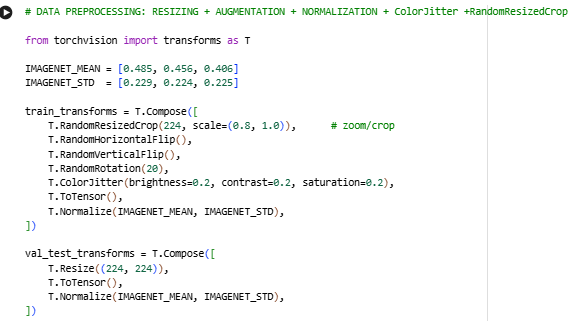 # DATA PREPROCESSING: RESIZING + AUGMENTATION + NORMALIZATION + ColorJitter +RandomResizedCrop
from torchvision import transforms as T
IMAGENET_MEAN = [0.485, 0.456, 0.406]
IMAGENET_STD  = [0.229, 0.224, 0.225]
train_transforms = T.Compose([
    T.RandomResizedCrop(224, scale=(0.8, 1.0)),      # zoom/crop
    T.RandomHorizontalFlip(),
    T.RandomVerticalFlip(),
    T.RandomRotation(20),
    T.ColorJitter(brightness=0.2, contrast=0.2, saturation=0.2),
    T.ToTensor(),
    T.Normalize(IMAGENET_MEAN, IMAGENET_STD),
])
val_test_transforms = T.Compose([
    T.Resize((224, 224)),
    T.ToTensor(),
    T.Normalize(IMAGENET_MEAN, IMAGENET_STD),
])